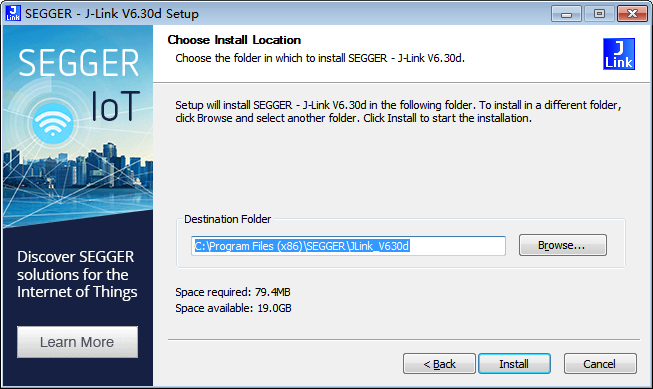 J
Link
SEGGER - J-Link V6.30d Setup
SEGGER
IoT
Discover SEGGER
solutions for the
Internet of Things
Learn More
Choose Install Location
Choose the folder in which to install SEGGER - J-Link V6.30d.
J
Link
Setup will install SEGGER - J-Link V6.30d in the following folder. To install in a different folder,
click Browse and select another folder. Click Install to start the installation.
Destination Folder
C:\Program Files (x86)\SEGGER\JLink_V630d
Browse...
Space required: 79.4MB
Space available: 19.0GB
< Back
Install
Cancel